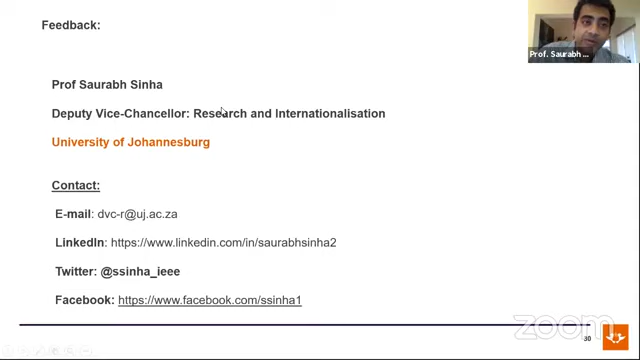 Feedback:
Prof. Saurabh ...
Prof Saurabh Sinha
Deputy Vice-Chancellor: Research and Internationalisation
University of Johannesburg
Contact:
E-mail: dvc-r@uj.ac.za
LinkedIn: https://www.linkedin.com/in/saurabhsinha2
Twitter: @ssinha_ieee
Facebook: https://www.facebook.com/ssinha1
zoom
30